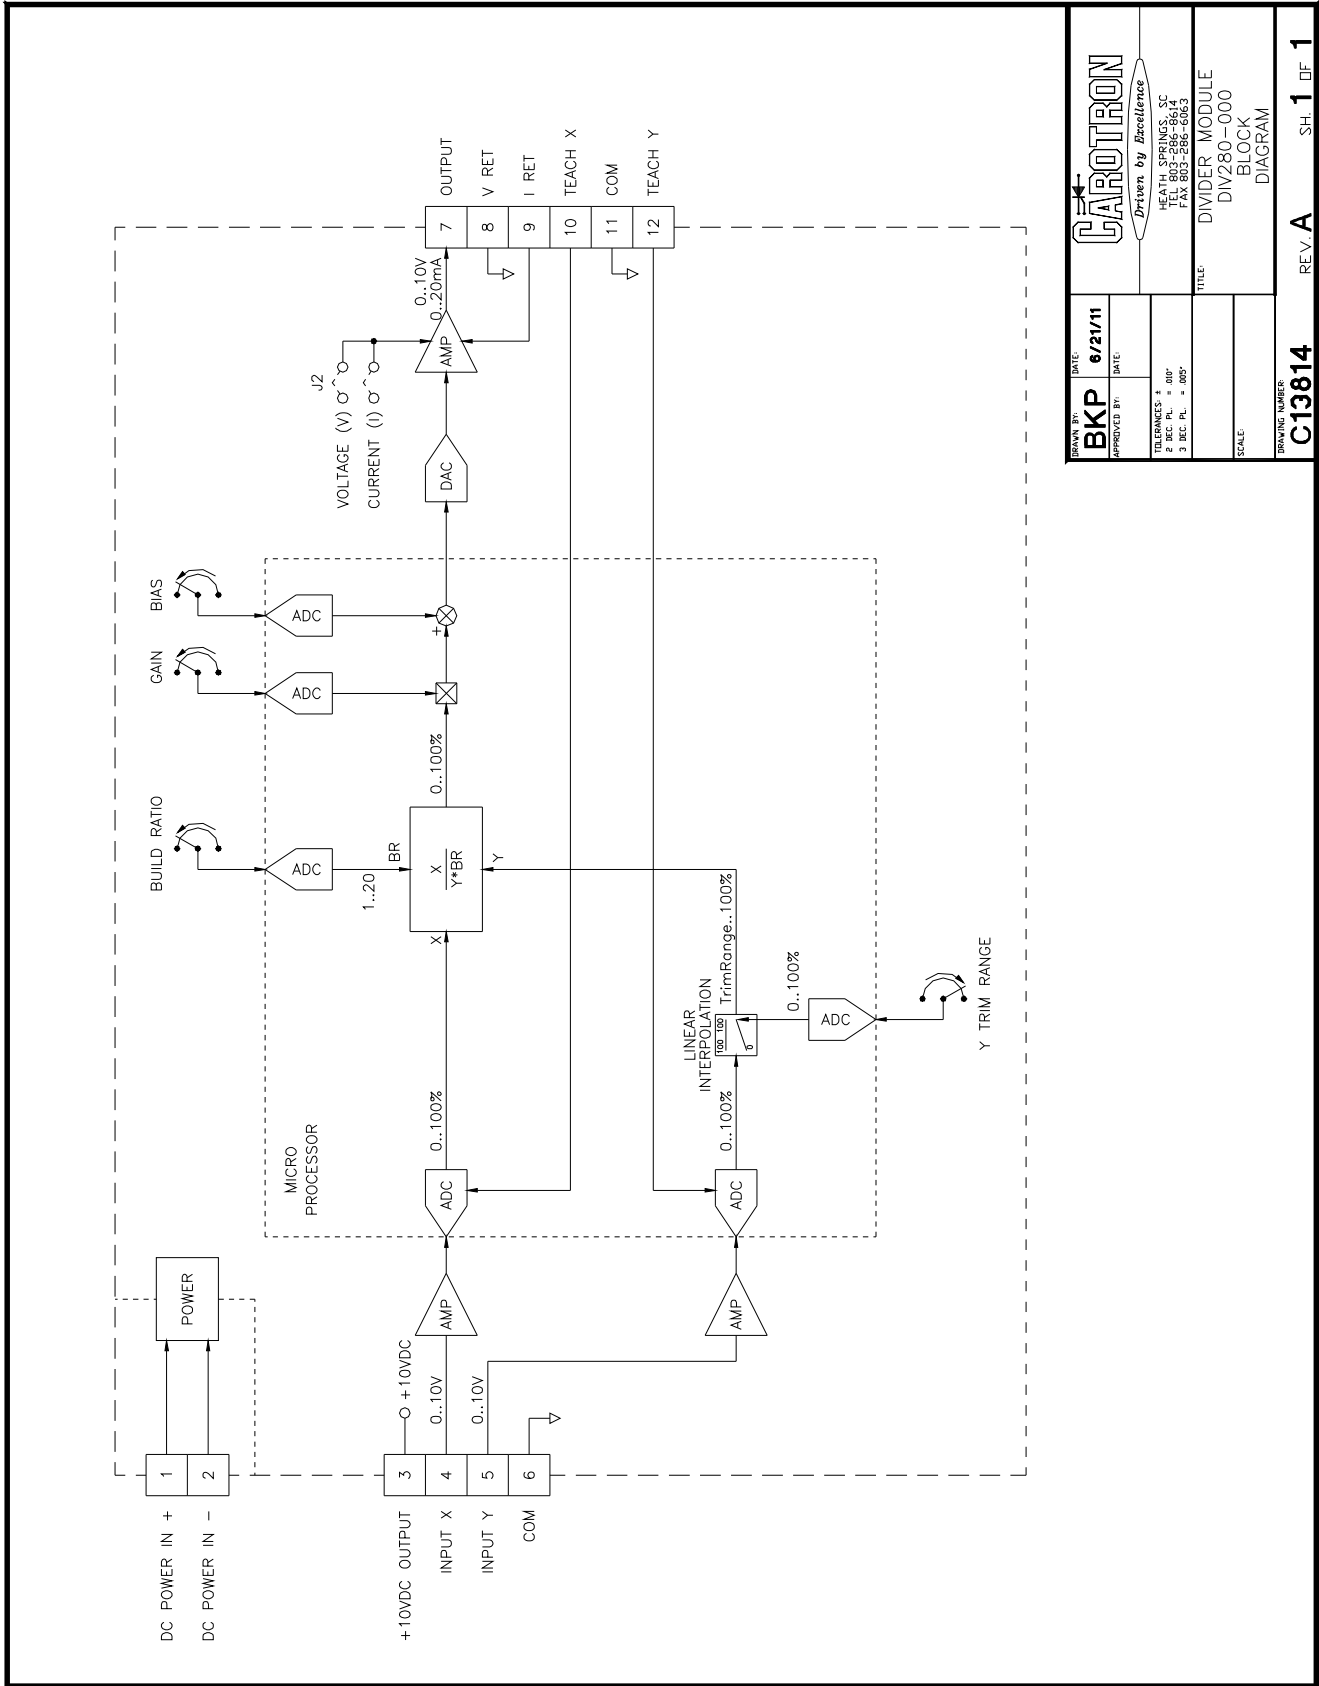 DC POWER IN +
DC POWER IN -
1
2
POWER
+10VDC OUTPUT
INPUT X
INPUT Y
COM
3
4
5
6
+10VDC
0..10V
0..10V
AMP
AMP
MICRO
PROCESSOR
ADC
ADC
0..100%
0..100%
LINEAR
INTERPOLATION
100 100
0
TrimRange..100%
0..100%
ADC
Y TRIM RANGE
BUILD RATIO
ADC
1..20
BR
X
X
Y*BR
Y
0..100%
GAIN
ADC
BIAS
ADC
+
DAC
VOLTAGE (V)
CURRENT (I)
J2
AMP
0..10V
0..20mA
7
8
9
10
11
12
OUTPUT
V RET
I RET
TEACH X
COM
TEACH Y
DRAWN BY:
BKP
DATE:
6/21/11
APPROVED BY:
DATE:
TOLERANCES: ±
2 DEC. PL. = .010"
3 DEC. PL. = .005"
SCALE:
DRAWING NUMBER:
C13814
CAROTRON
Driven by Excellence
HEATH SPRINGS, SC
TEL 803-286-8614
FAX 803-286-6063
TITLE:
DIVIDER MODULE
DIV280-000
BLOCK
DIAGRAM
REV. A
SH. 1 OF 1